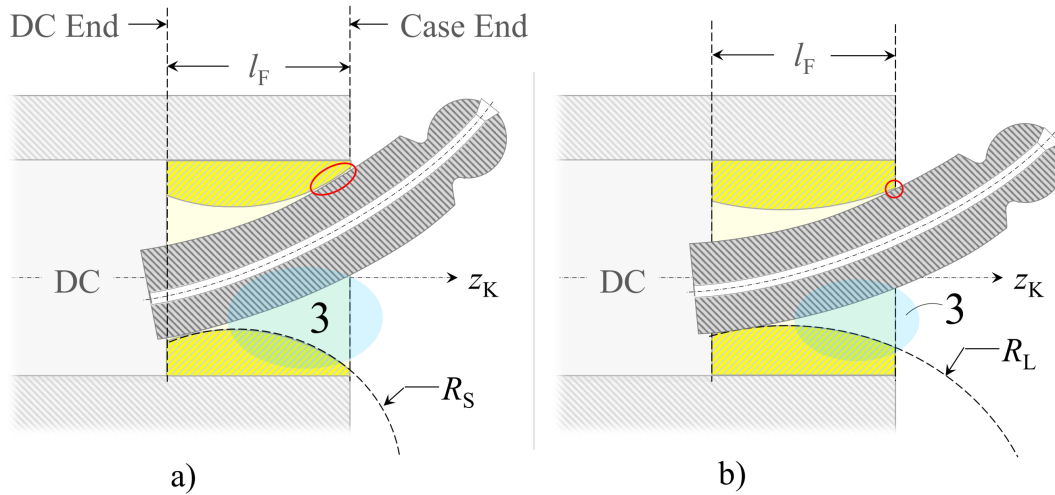 DC End
Case End
l_F
l_F
DC
z_K
3
R_S
DC
z_K
3
R_L
a)
b)